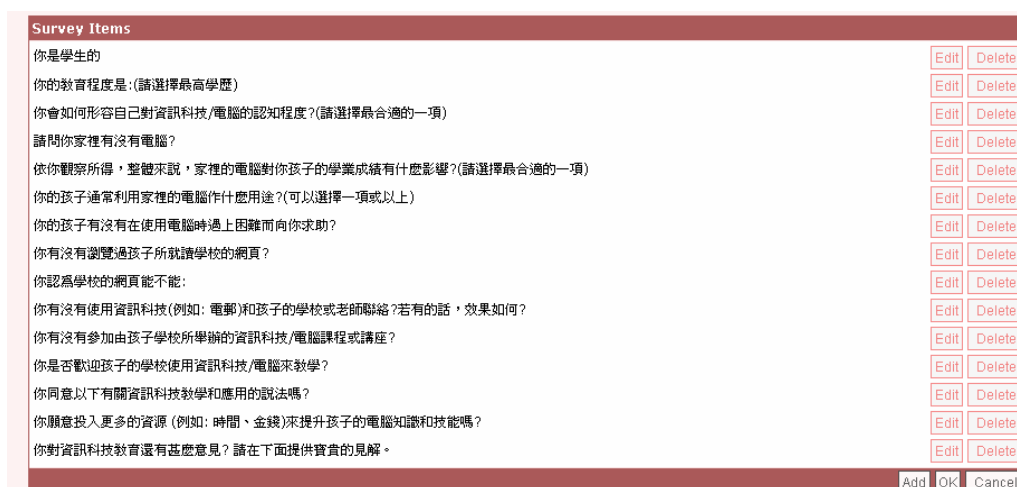 Survey Items
你是學生的 Edit Delete
你的教育程度是:(請選擇最高學歷) Edit Delete
你會如何形容自己對資訊科技/電腦的認知程度?(請選擇最合適的一項) Edit Delete
請問你家裡有沒有電腦? Edit Delete
依你觀察所得，整體來說，家裡的電腦對你孩子的學業成績有什麼影響?(請選擇最合適的一項) Edit Delete
你的孩子通常利用家裡的電腦作什麼用途?(可以選擇一項或以上) Edit Delete
你的孩子有沒有在使用電腦時遇上困難而向你求助? Edit Delete
你有沒有瀏覽過孩子所就讀學校的網頁? Edit Delete
你認爲學校的網頁能不能: Edit Delete
你有沒有使用資訊科技(例如: 電郵)和孩子的學校或老師聯絡?若有的話，效果如何? Edit Delete
你有沒有參加由孩子學校所舉辦的資訊科技/電腦課程或講座? Edit Delete
你是否歡迎孩子的學校使用資訊科技/電腦來教學? Edit Delete
你同意以下有關資訊科技教學和應用的說法嗎? Edit Delete
你願意投入更多的資源 (例如: 時間、金錢)來提升孩子的電腦知識和技能嗎? Edit Delete
你對資訊科技教育還有甚麼意見? 請在下面提供寶貴的見解。 Edit Delete
Add OK Cancel